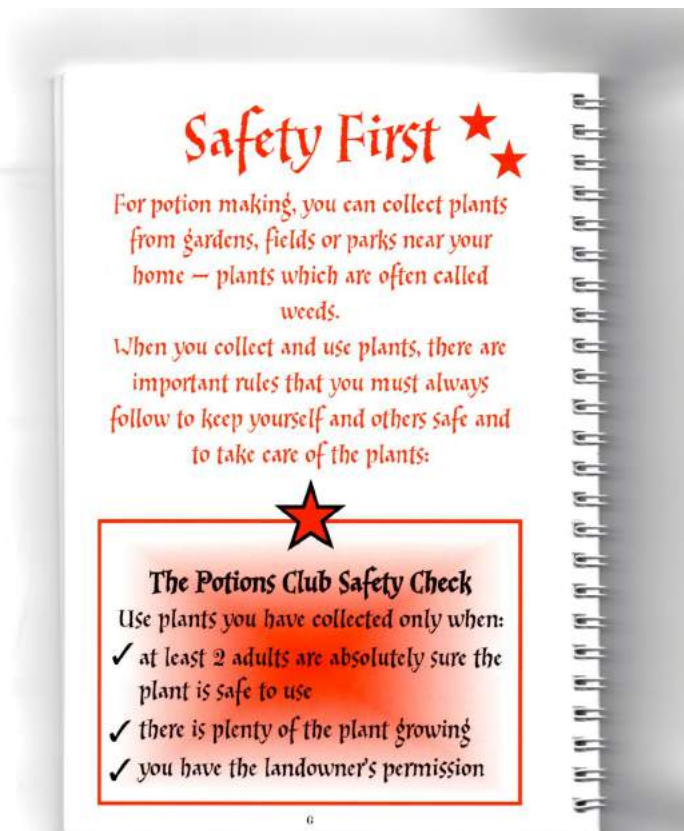 Safety First
For potion making, you can collect plants
from gardens, fields or parks near your
home – plants which are often called
weeds.
When you collect and use plants, there are
important rules that you must always
follow to keep yourself and others safe and
to take care of the plants:
The Potions Club Safety Check
Use plants you have collected only when:
✓ at least 2 adults are absolutely sure the
plant is safe to use
✓ there is plenty of the plant growing
✓ you have the landowner's permission
6